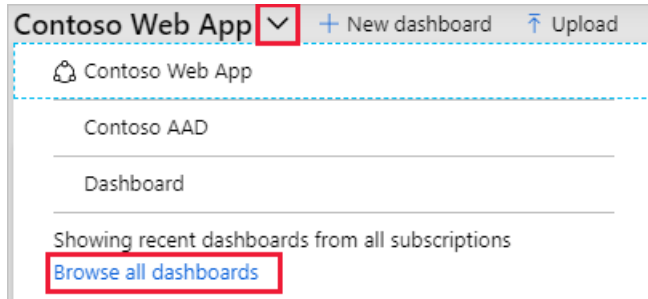 Contoso Web App + New dashboard Upload
Contoso Web App
Contoso AAD
Dashboard
Showing recent dashboards from all subscriptions
Browse all dashboards